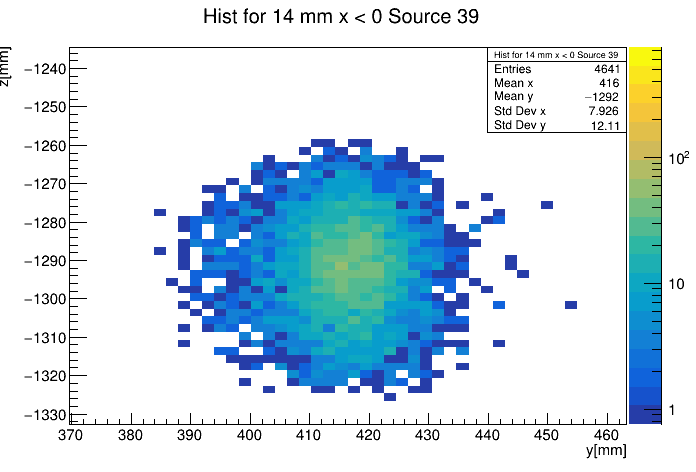 Hist for 14 mm x < 0 Source 39
z[mm]
Hist for 14 mm x < 0 Source 39
Entries 4641
Mean x 416
Mean y −1292
Std Dev x 7.926
Std Dev y 12.11
−1240
−1250
−1260
−1270
−1280
−1290
−1300
−1310
−1320
−1330
370 380 390 400 410 420 430 440 450 460
y[mm]
10²
10
1